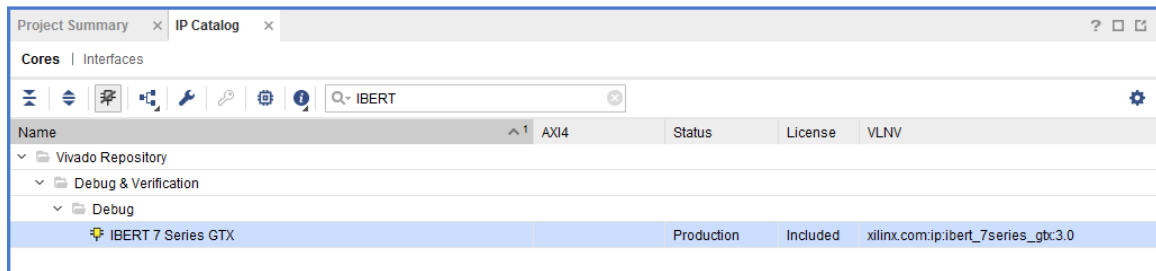 Project Summary × IP Catalog × ?
Cores | Interfaces
IBERT
Name 1 AXI4 Status License VLNV
Vivado Repository
Debug & Verification
Debug
IBERT 7 Series GTX Production Included xilinx.com:ip:ibert_7series_gtx:3.0